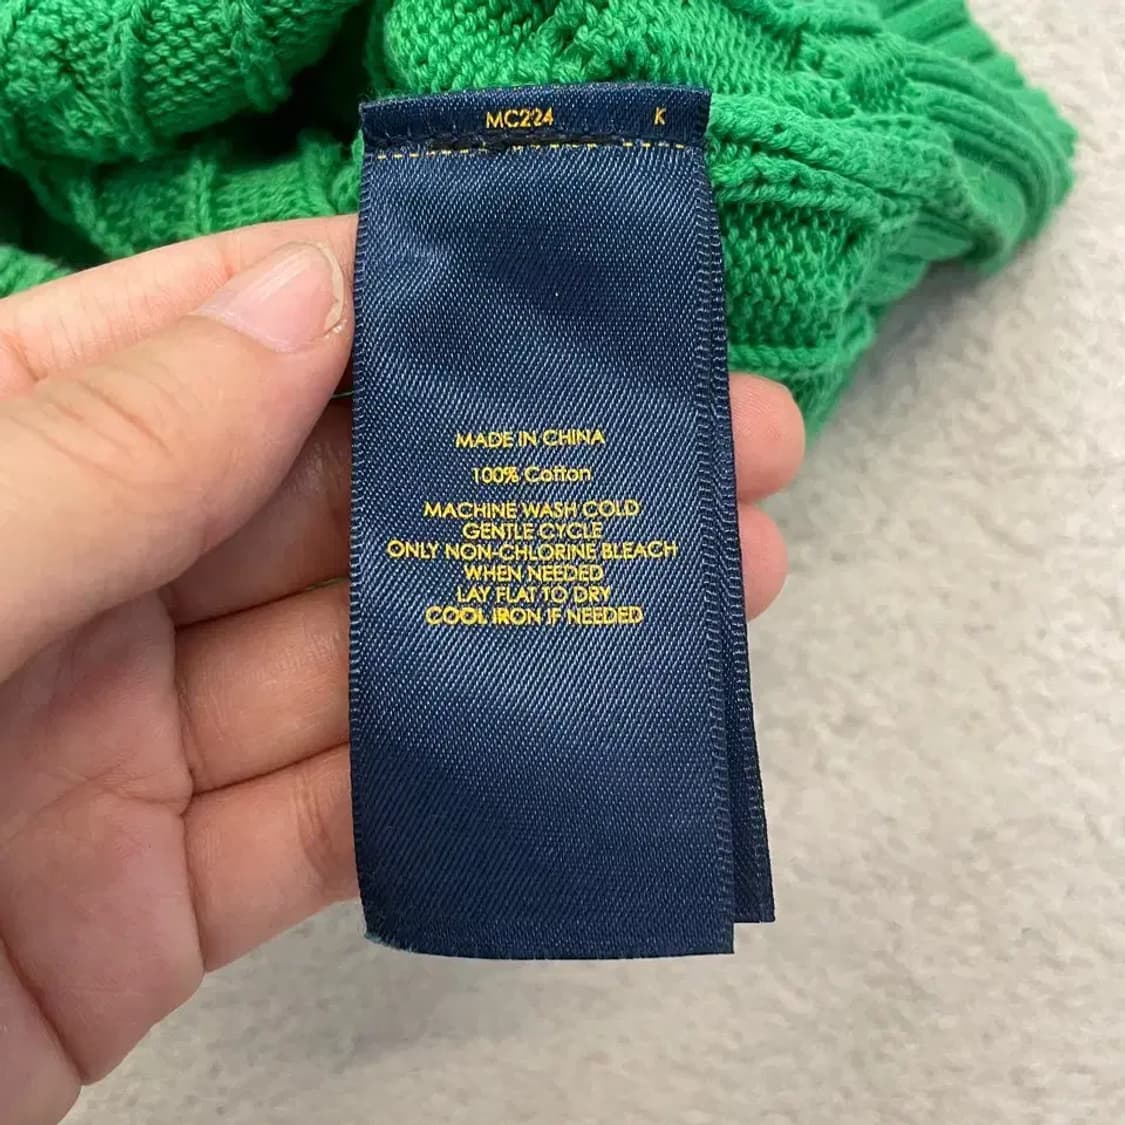 MC224 K
MADE IN CHINA
100% Cotton
MACHINE WASH COLD
GENTLE CYCLE
ONLY NON-CHLORINE BLEACH
WHEN NEEDED
LAY FLAT TO DRY
COOL IRON IF NEEDED